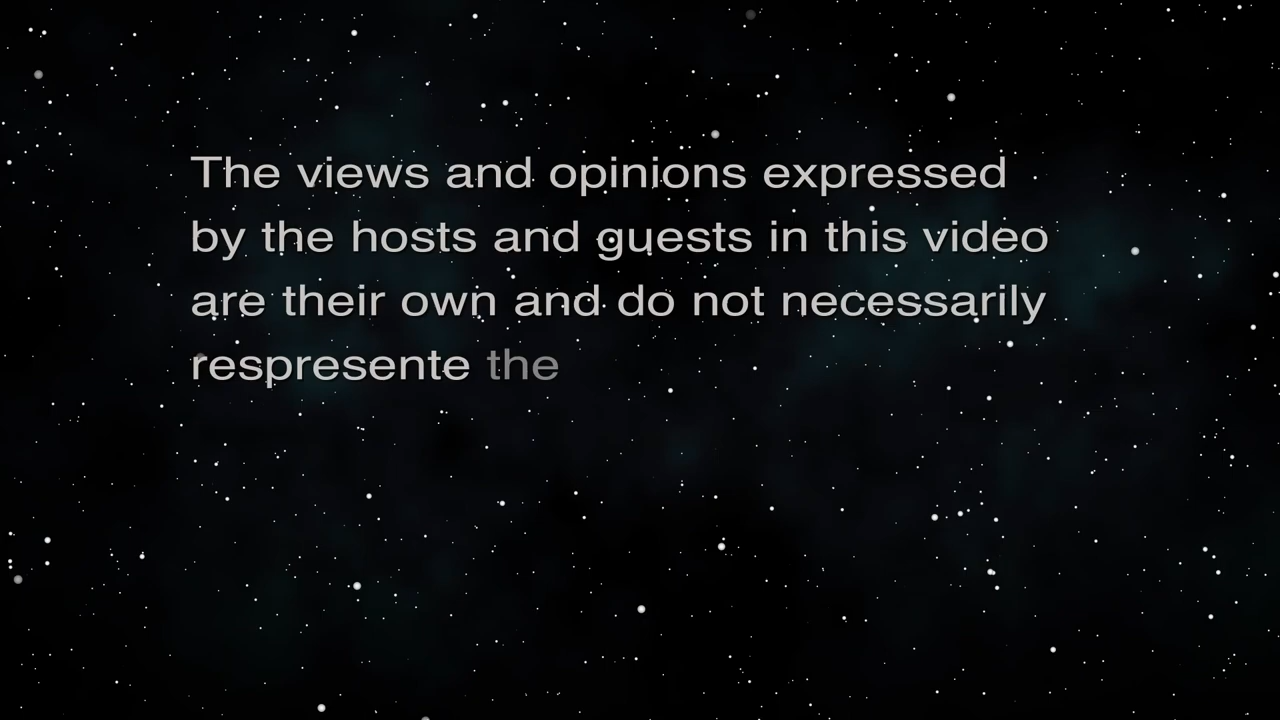 The views and opinions expressed
by the hosts and guests in this video
are their own and do not necessarily
respresente the